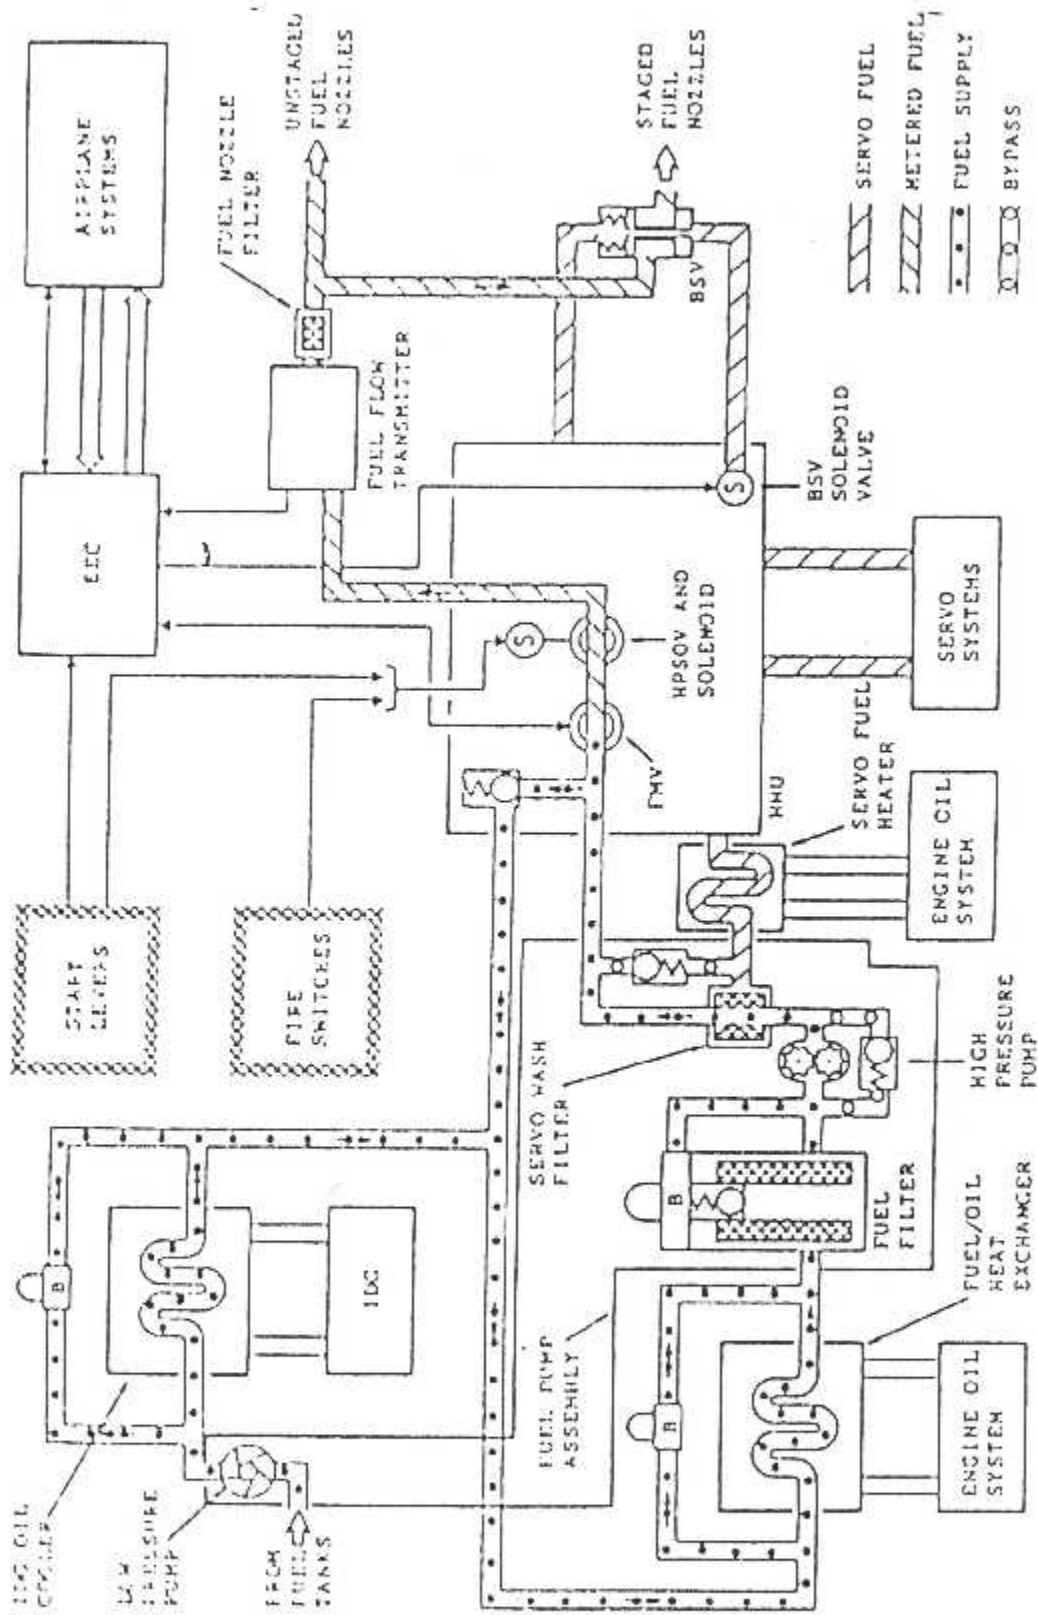 AIRPLANE
SYSTEMS
EEC
START
LEVERS
FIRE
SWITCHES
IDG
IDG OIL
COOLER
LOW
PRESSURE
PUMP
FROM
FUEL
TANKS
FUEL NOZZLE
FILTER
UNSTAGED
FUEL
NOZZLES
STAGED
FUEL
NOZZLES
FUEL FLOW
TRANSMITTER
BSV
S
S
BSV
SOLENOID
VALVE
HPSOV AND
SOLENOID
FMV
HMU
SERVO
SYSTEMS
SERVO FUEL
HEATER
ENGINE OIL
SYSTEM
SERVO WASH
FILTER
HIGH
PRESSURE
PUMP
FUEL
FILTER
FUEL PUMP
ASSEMBLY
FUEL/OIL
HEAT
EXCHANGER
ENGINE OIL
SYSTEM
B
B
B
SERVO FUEL
METERED FUEL
FUEL SUPPLY
BYPASS